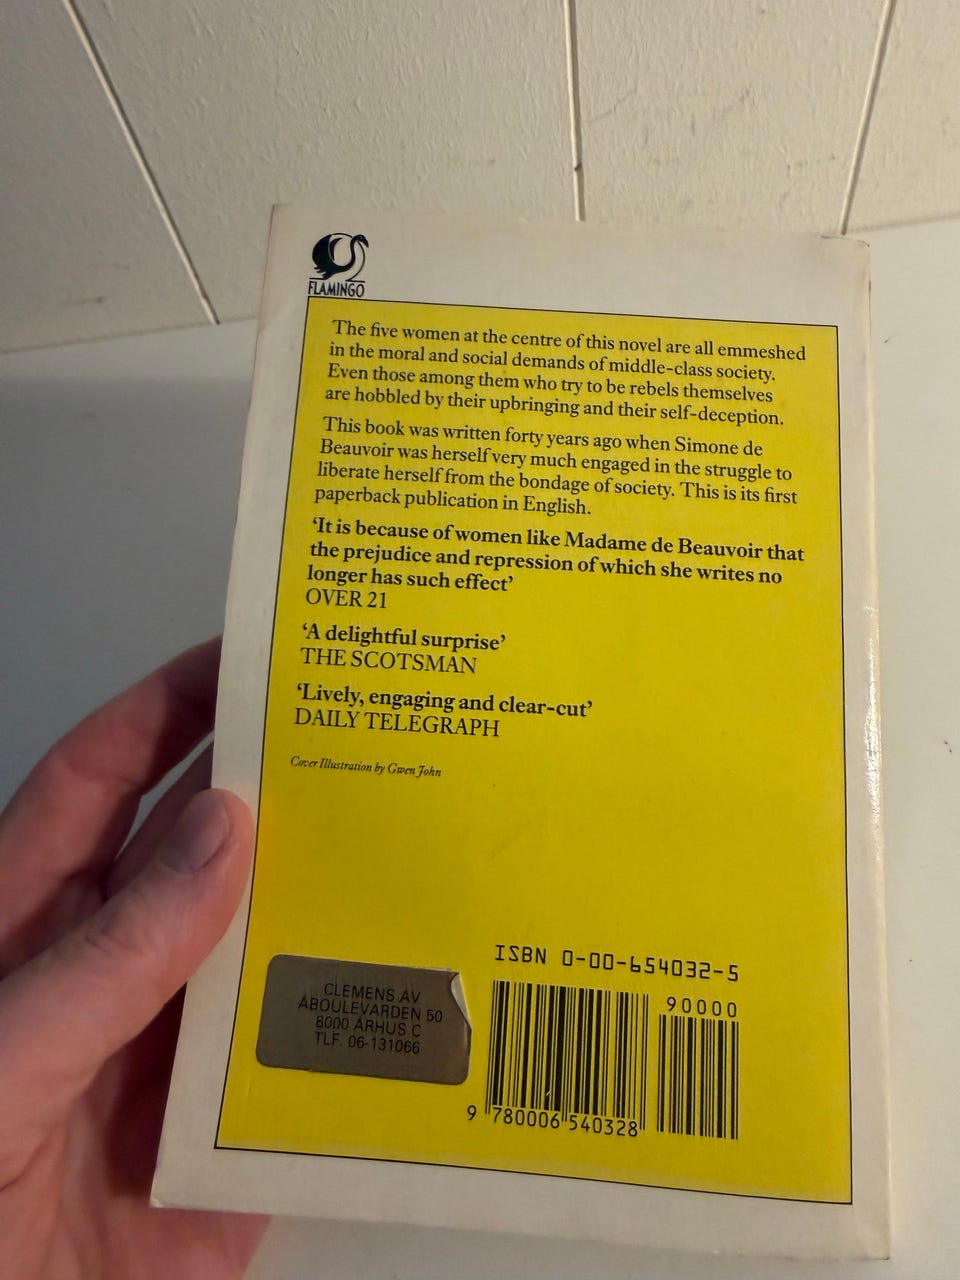 FLAMINGO
The five women at the centre of this novel are all emmeshed
in the moral and social demands of middle-class society.
Even those among them who try to be rebels themselves
are hobbled by their upbringing and their self-deception.
This book was written forty years ago when Simone de
Beauvoir was herself very much engaged in the struggle to
liberate herself from the bondage of society. This is its first
paperback publication in English.
‘It is because of women like Madame de Beauvoir that
the prejudice and repression of which she writes no
longer has such effect’
OVER 21
‘A delightful surprise’
THE SCOTSMAN
‘Lively, engaging and clear-cut’
DAILY TELEGRAPH
Cover Illustration by Gwen John
CLEMENS AV
ÅBOULEVARDEN 50
8000 ÅRHUS C
TLF. 06-131066
ISBN 0-00-654032-5
90000
9 780006 540328